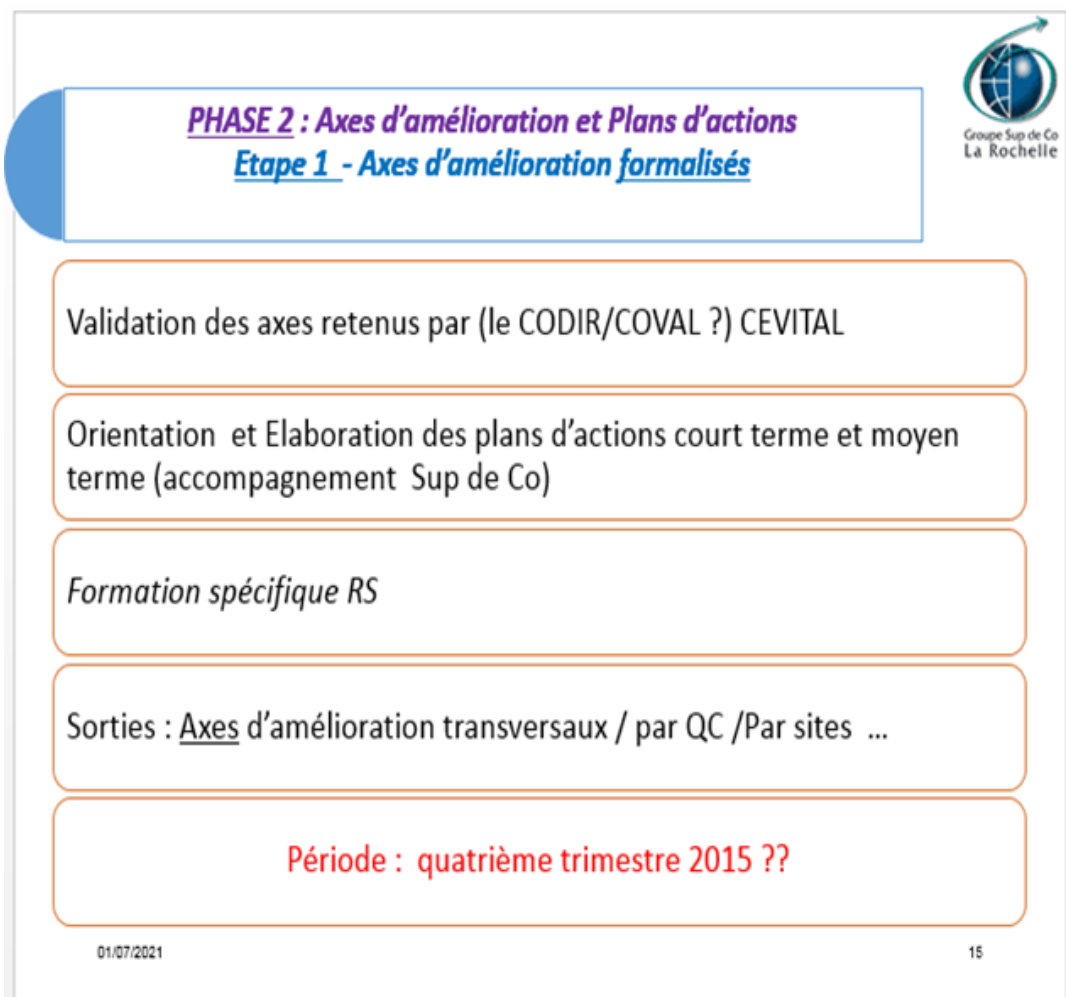 Groupe Sup de Co
La Rochelle
PHASE 2 : Axes d'amélioration et Plans d'actions
Etape 1 - Axes d'amélioration formalisés
Validation des axes retenus par (le CODIR/COVAL ?) CEVITAL
Orientation et Elaboration des plans d'actions court terme et moyen
terme (accompagnement Sup de Co)
Formation spécifique RS
Sorties : Axes d'amélioration transversaux / par QC /Par sites ...
Période : quatrième trimestre 2015 ??
01/07/2021
15